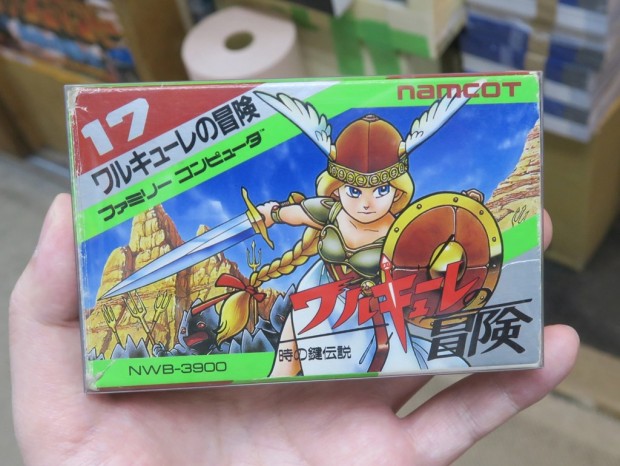 17
ワルキューレの冒険
ファミリー コンピュータ™
namcoT
ワルキューレの
冒険
時の鍵伝説
NWB-3900